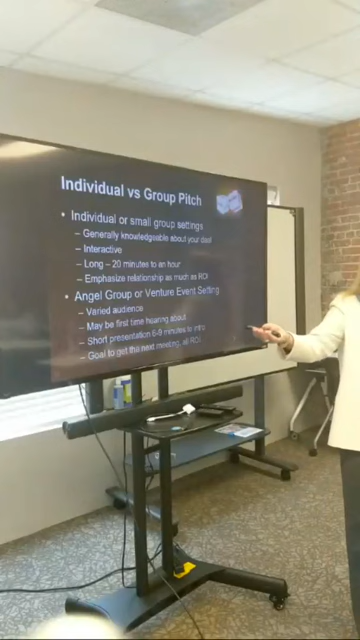 Individual vs Group Pitch
• Individual or small group settings
– Generally knowledgeable about your deal
– Interactive
– Long – 20 minutes to an hour
– Emphasize relationship as much as ROI
• Angel Group or Venture Event Setting
– Varied audience
– May be first time hearing about
– Short presentation 6-9 minutes to intro
– Goal to get the next meeting, all ROI